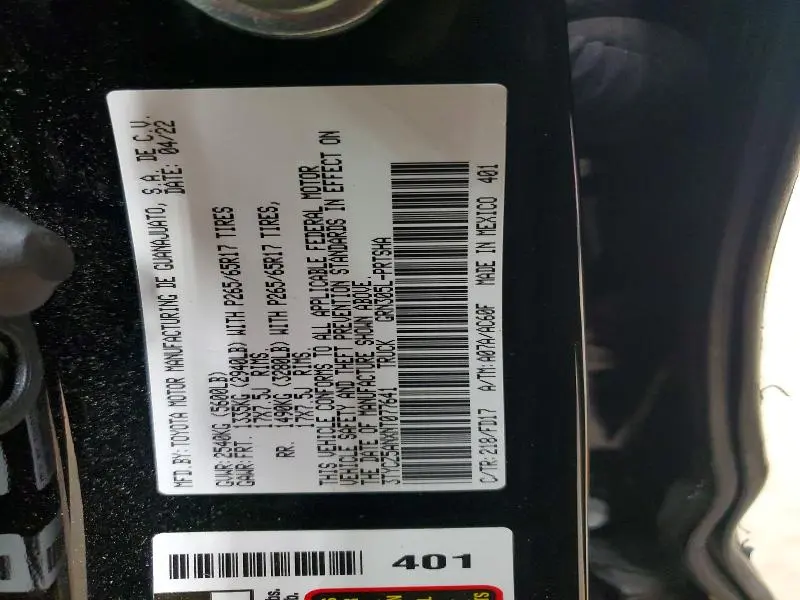 MFD.BY:TOYOTA MOTOR MANUFACTURING DE GUANAJUATO, S.A. DE C.V.
DATE: 04/22
GVWR:2540KG (5600LB)
GAWR:FRT. 1335KG (2940LB) WITH P265/65R17 TIRES
17X7.5J RIMS,
RR. 1490KG (3280LB) WITH P265/65R17 TIRES,
17X7.5J RIMS.
THIS VEHICLE CONFORMS TO ALL APPLICABLE FEDERAL MOTOR
VEHICLE SAFETY AND THEFT PREVENTION STANDARDS IN EFFECT ON
THE DATE OF MANUFACTURE SHOWN ABOVE.
TRUCK GRN305L-PRTSHA
C/TR:218/FD17 A/TM:A07A/AC60F MADE IN MEXICO 401
401